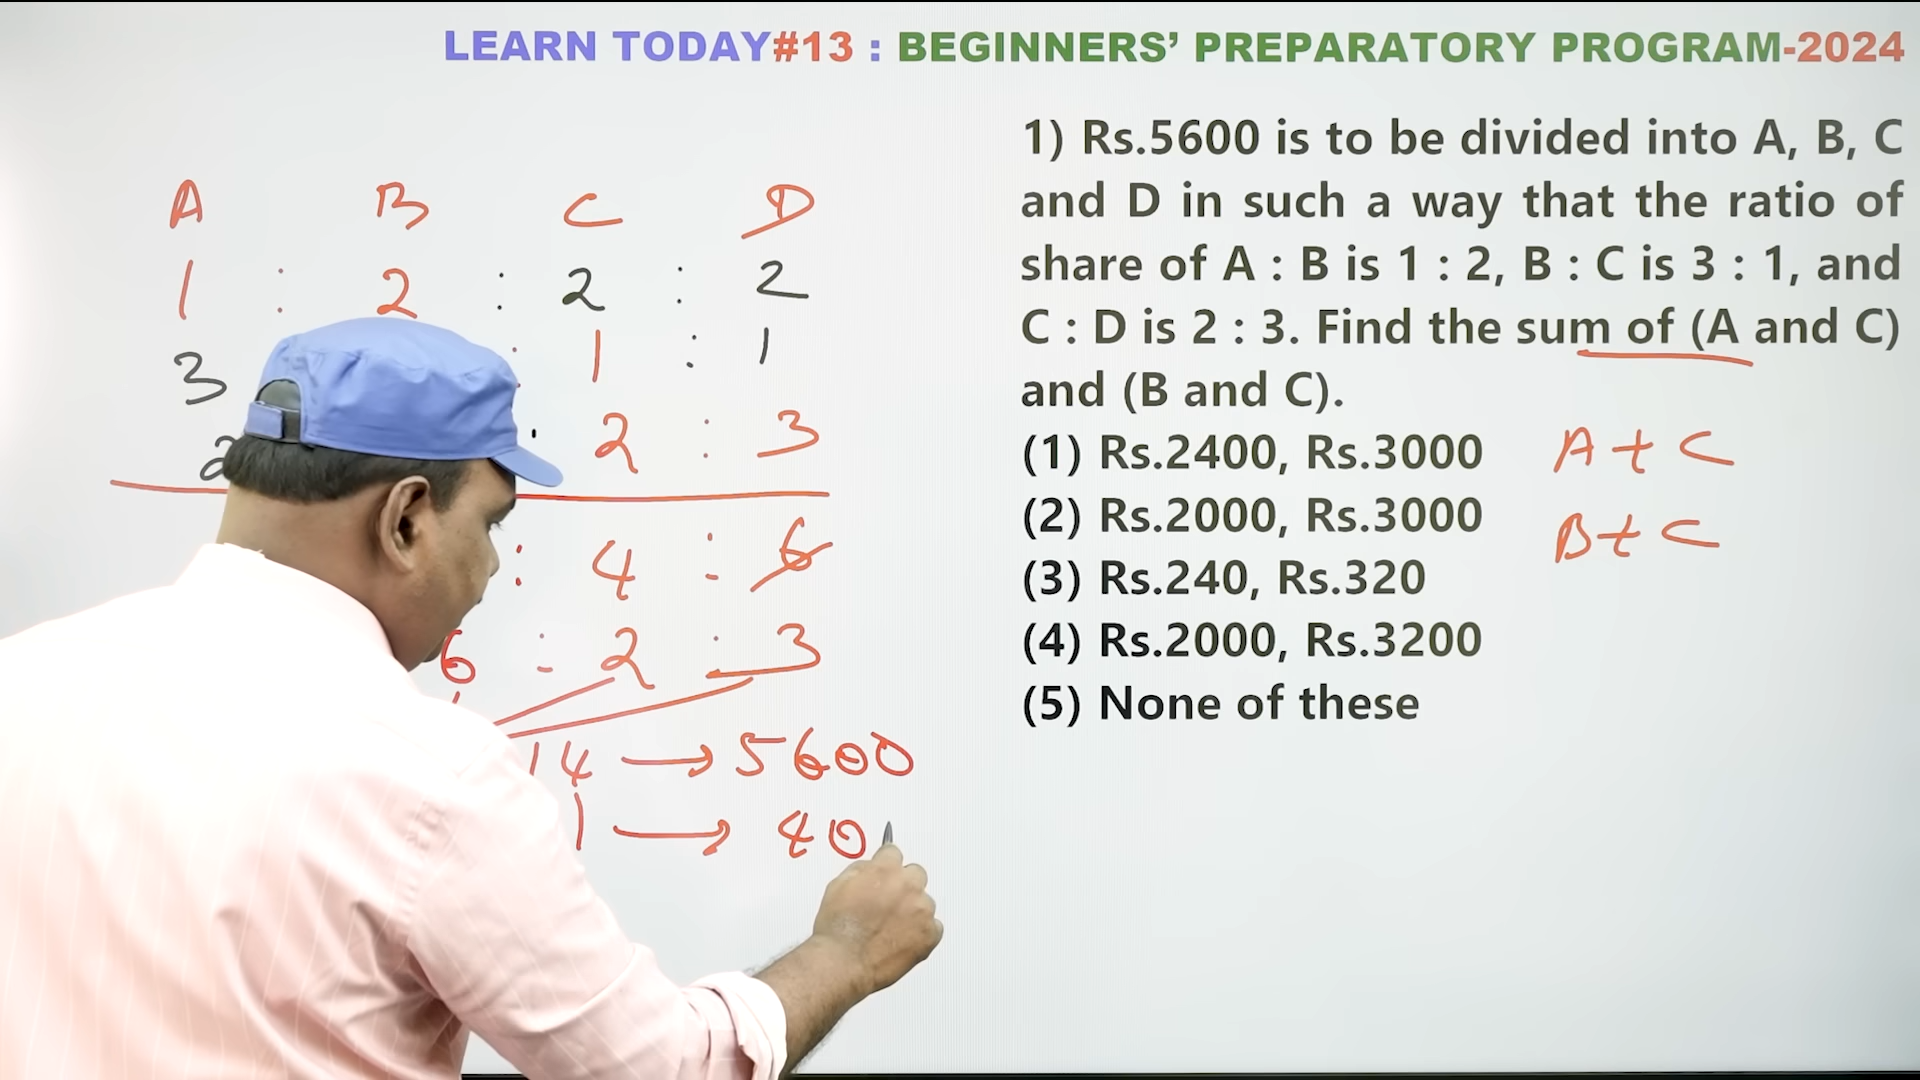 LEARN TODAY#13 : BEGINNERS’ PREPARATORY PROGRAM-2024
1) Rs.5600 is to be divided into A, B, C
and D in such a way that the ratio of
share of A : B is 1 : 2, B : C is 3 : 1, and
C : D is 2 : 3. Find the sum of (A and C)
and (B and C).
(1) Rs.2400, Rs.3000
(2) Rs.2000, Rs.3000
(3) Rs.240, Rs.320
(4) Rs.2000, Rs.3200
(5) None of these
A + C
B + C
A B C D
1 : 2 : 2 : 2
3 : 1 : 1
2 2 : 3
: 4 : 6
6 : 2 : 3
14 → 5600
1 → 40